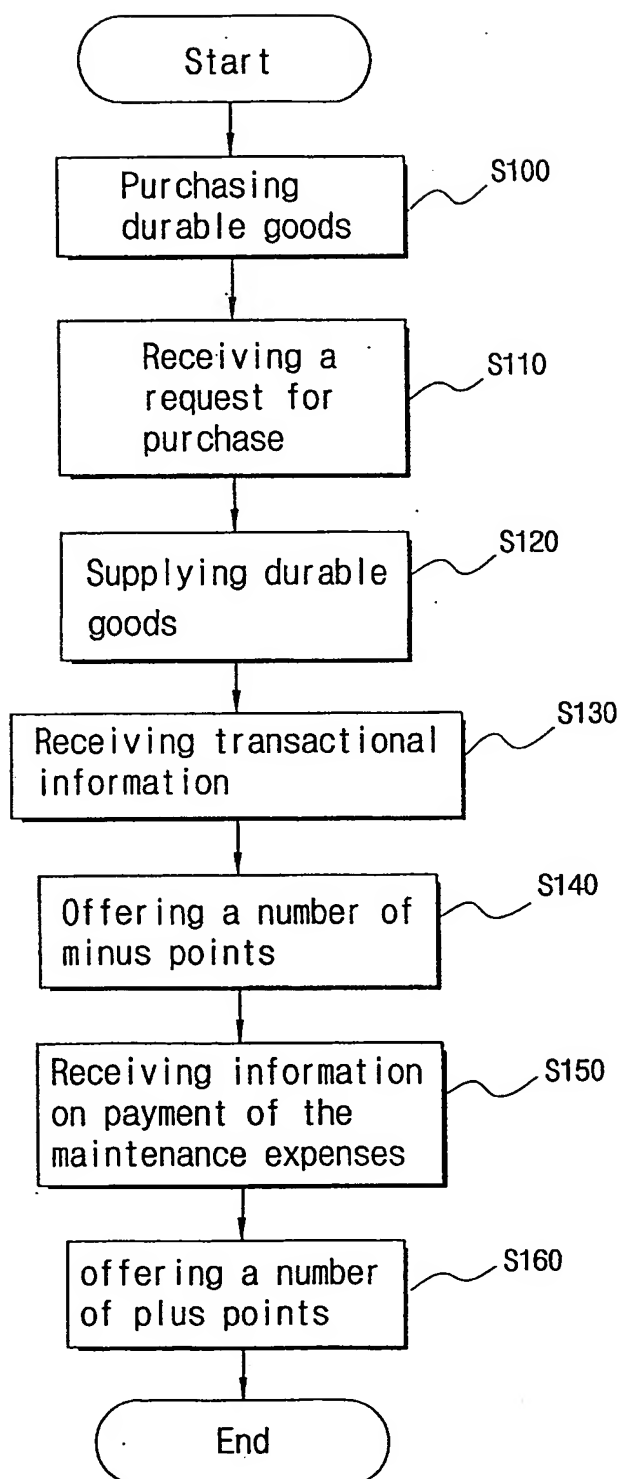 Start
Purchasing
durable goods
S100
Receiving a
request for
purchase
S110
Supplying durable
goods
S120
Receiving transactional
information
S130
Offering a number of
minus points
S140
Receiving information
on payment of the
maintenance expenses
S150
offering a number
of plus points
S160
End